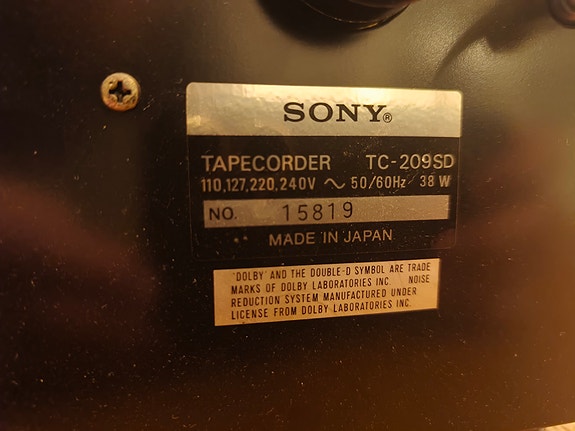 SONY®
TAPECORDER TC-209SD
110,127,220,240V ~ 50/60Hz 38 W
NO. 15819
MADE IN JAPAN
'DOLBY' AND THE DOUBLE-D SYMBOL ARE TRADE
MARKS OF DOLBY LABORATORIES INC. NOISE
REDUCTION SYSTEM MANUFACTURED UNDER
LICENSE FROM DOLBY LABORATORIES INC.